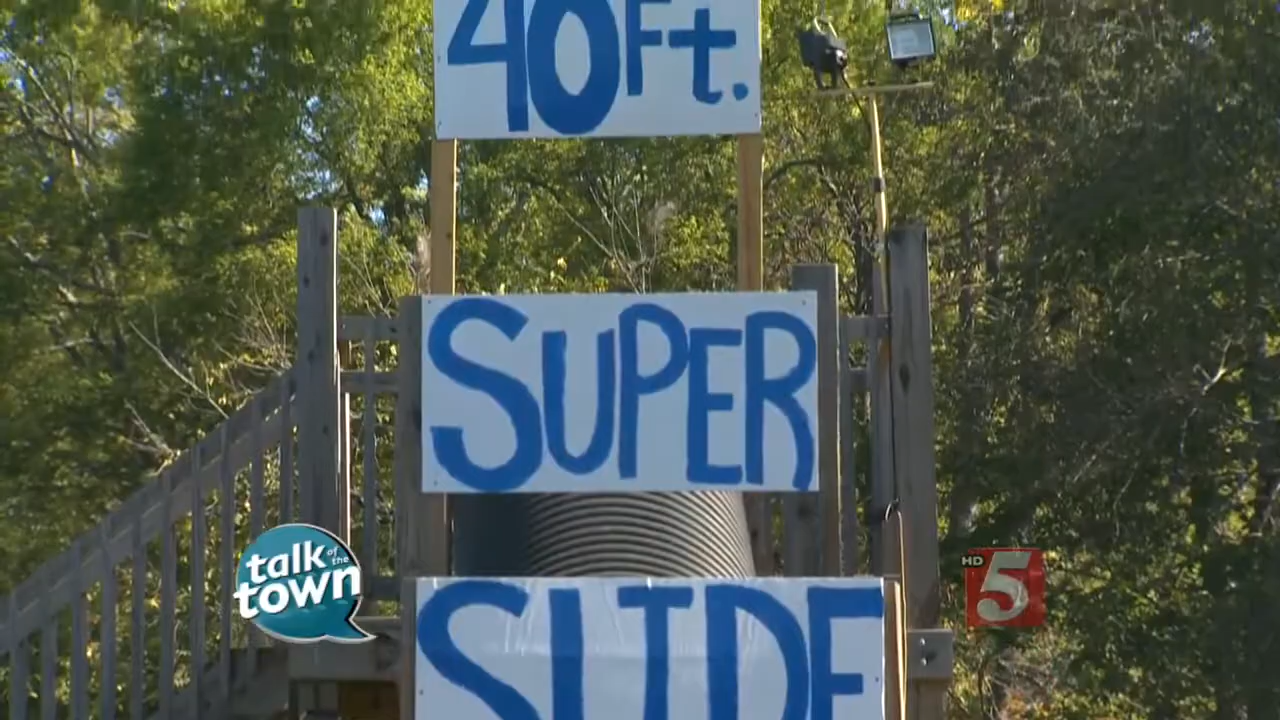 40Ft.
SUPER
SLIDE
talk of the
town
HD 5